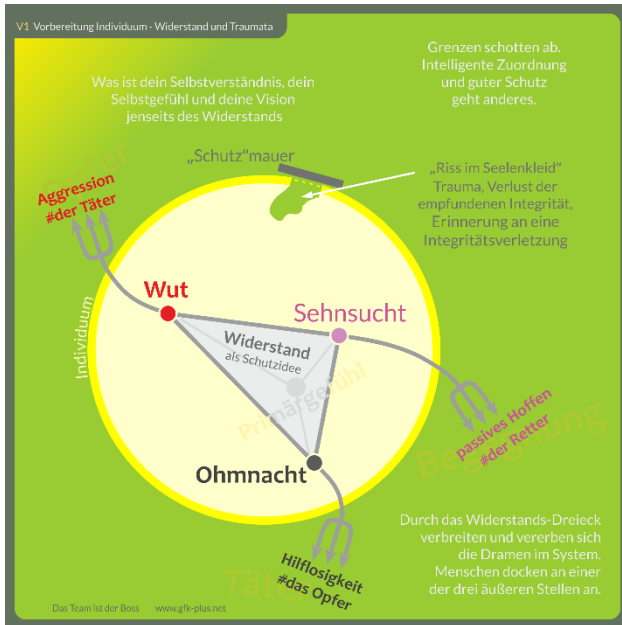 V1 Vorbereitung Individuum - Widerstand und Traumata
Grenzen schotten ab.
Intelligente Zuordnung
und guter Schutz
geht anderes.
Was ist dein Selbstverständnis, dein
Selbstgefühl und deine Vision
jenseits des Widerstands
„Schutz“mauer
„Riss im Seelenkleid“
Trauma, Verlust der
empfundenen Integrität,
Erinnerung an eine
Integritätsverletzung
Aggression
#der Täter
Individuum
Wut
Sehnsucht
Widerstand
als Schutzidee
Primärgefühl
passives Hoffen
#der Retter
Ohmnacht
Hilflosigkeit
#das Opfer
Durch das Widerstands-Dreieck
verbreiten und vererben sich
die Dramen im System.
Menschen docken an einer
der drei äußeren Stellen an.
Das Team ist der Boss www.gfk-plus.net